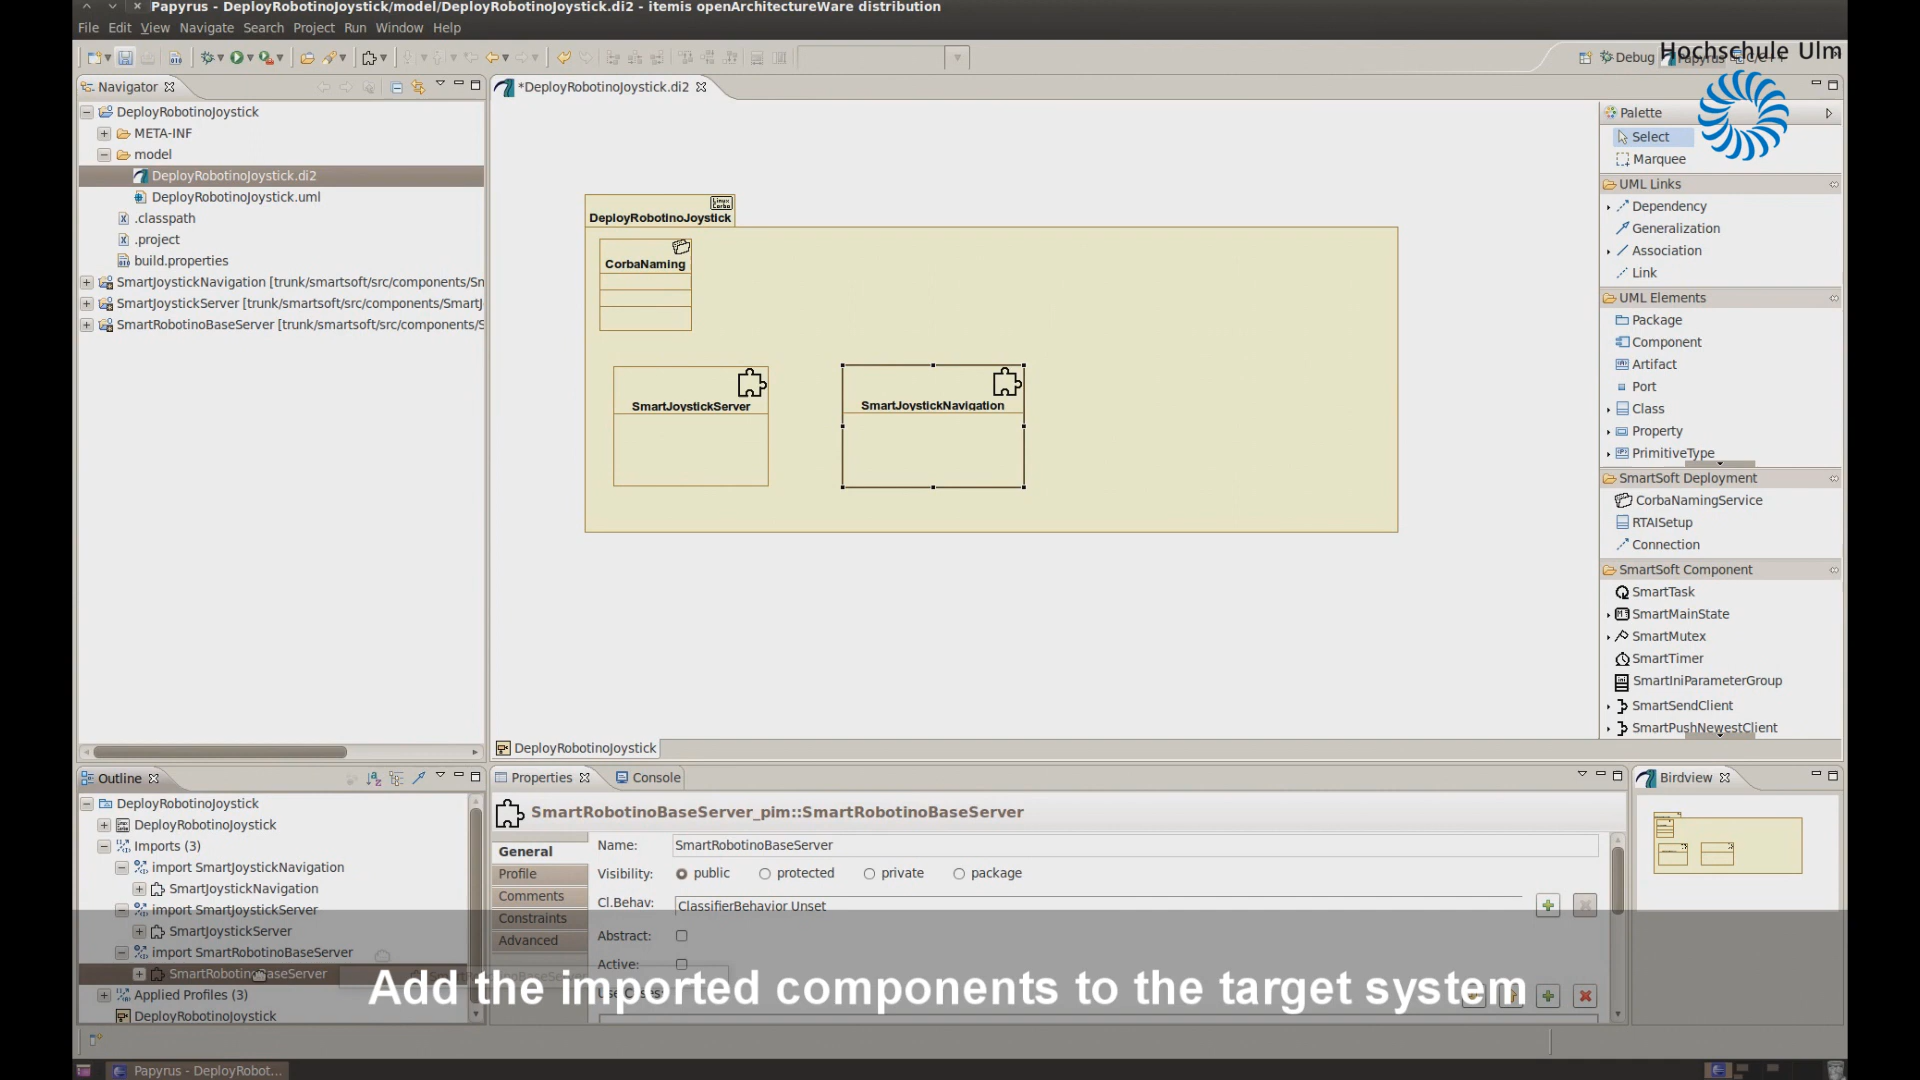 Papyrus - DeployRobotinoJoystick/model/DeployRobotinoJoystick.di2 - itemis openArchitectureWare distribution
File Edit View Navigate Search Project Run Window Help
Hochschule Ulm
Debug Papyrus C/C++
Navigator
*DeployRobotinoJoystick.di2
DeployRobotinoJoystick
META-INF
model
DeployRobotinoJoystick.di2
DeployRobotinoJoystick.uml
.classpath
.project
build.properties
SmartJoystickNavigation [trunk/smartsoft/src/components/Sn
SmartJoystickServer [trunk/smartsoft/src/components/SmartJ
SmartRobotinoBaseServer [trunk/smartsoft/src/components/S
Linux
Corba
DeployRobotinoJoystick
CorbaNaming
SmartJoystickServer
SmartJoystickNavigation
Palette
Select
Marquee
UML Links
Dependency
Generalization
Association
Link
UML Elements
Package
Component
Artifact
Port
Class
Property
PrimitiveType
SmartSoft Deployment
CorbaNamingService
RTAISetup
Connection
SmartSoft Component
SmartTask
SmartMainState
SmartMutex
SmartTimer
SmartIniParameterGroup
SmartSendClient
SmartPushNewestClient
DeployRobotinoJoystick
Outline
DeployRobotinoJoystick
DeployRobotinoJoystick
Imports (3)
import SmartJoystickNavigation
SmartJoystickNavigation
import SmartJoystickServer
SmartJoystickServer
import SmartRobotinoBaseServer
SmartRobotinoBaseServer
Applied Profiles (3)
DeployRobotinoJoystick
Properties
Console
SmartRobotinoBaseServer_pim::SmartRobotinoBaseServer
General
Profile
Comments
Constraints
Advanced
Name: SmartRobotinoBaseServer
Visibility: public protected private package
Cl.Behav: ClassifierBehavior Unset
Abstract:
Active:
Birdview
Add the imported components to the target system
Papyrus - DeployRobot...